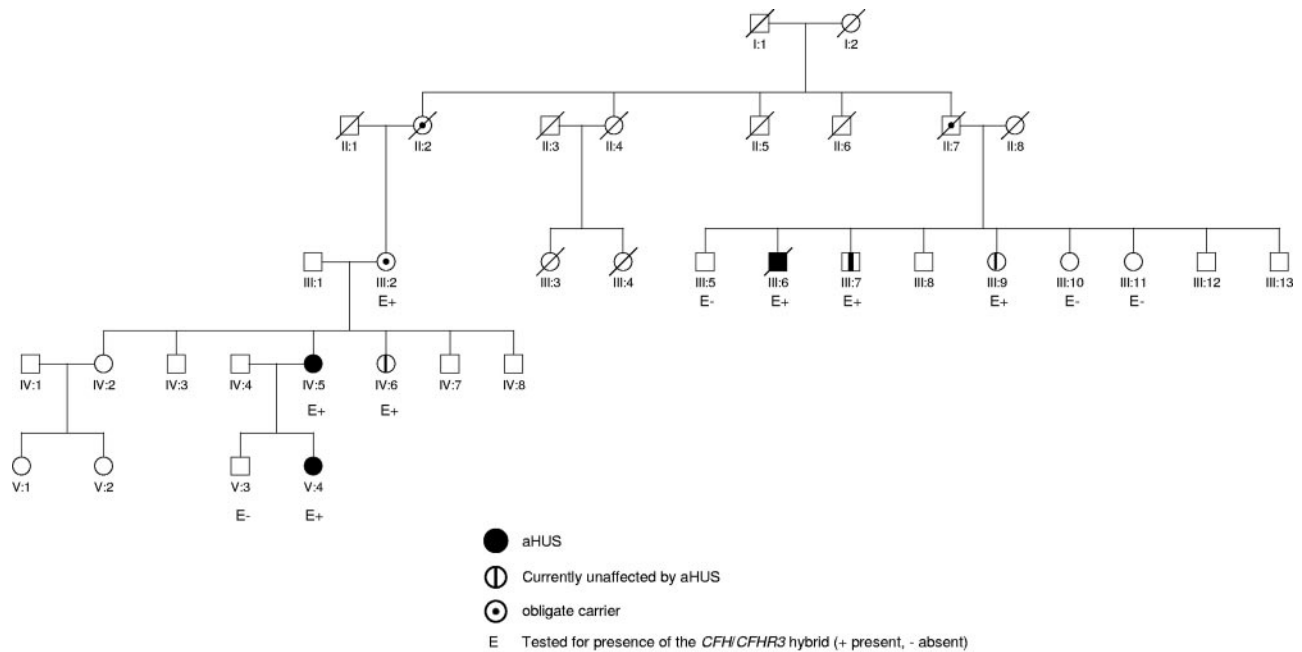 I:1 I:2
II:1 II:2 II:3 II:4 II:5 II:6 II:7 II:8
III:1 III:2 III:3 III:4 III:5 III:6 III:7 III:8 III:9 III:10 III:11 III:12 III:13
E+ E- E+ E+ E+ E- E-
IV:1 IV:2 IV:3 IV:4 IV:5 IV:6 IV:7 IV:8
E+ E+
V:1 V:2 V:3 V:4
E- E+
aHUS
Currently unaffected by aHUS
obligate carrier
E Tested for presence of the CFH/CFHR3 hybrid (+ present, - absent)